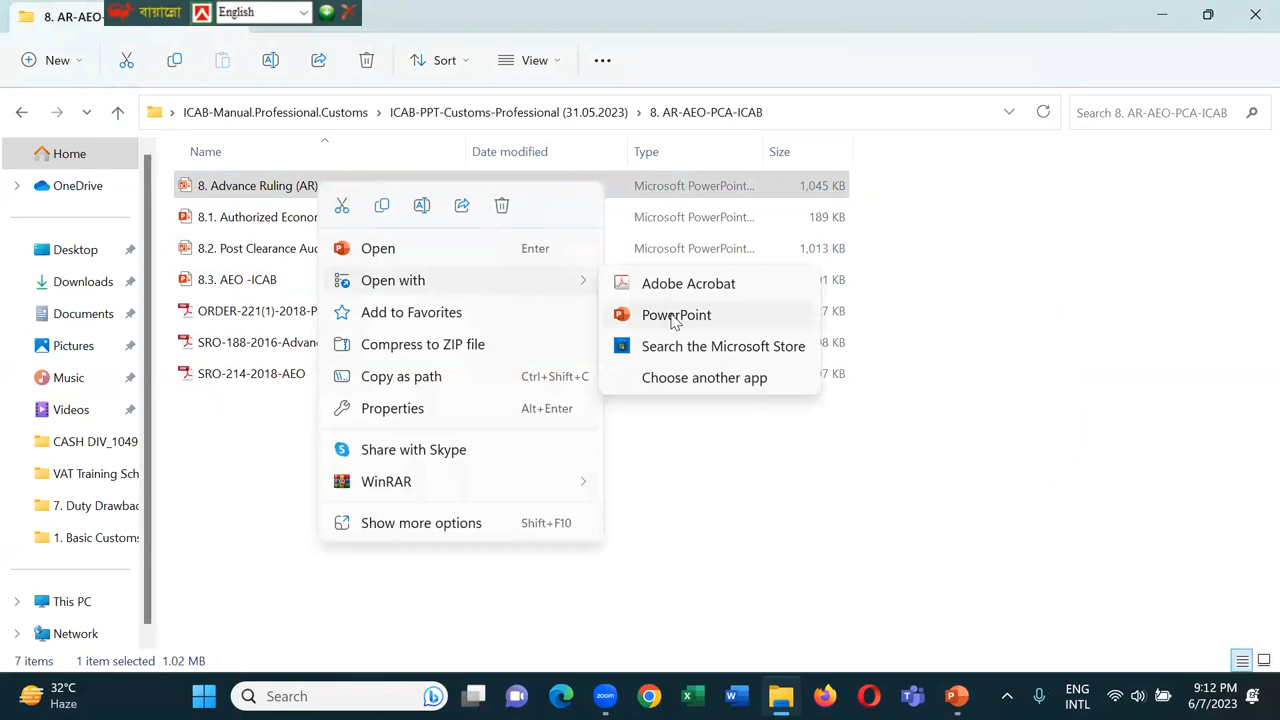 8. AR-AEO-
বায়ান্নো
English
New
Sort
View
ICAB-Manual.Professional.Customs
ICAB-PPT-Customs-Professional (31.05.2023)
8. AR-AEO-PCA-ICAB
Search 8. AR-AEO-PCA-ICAB
Home
OneDrive
Desktop
Downloads
Documents
Pictures
Music
Videos
CASH DIV_1049
VAT Training Sch
7. Duty Drawbac
1. Basic Customs
This PC
Network
Name
Date modified
Type
Size
8. Advance Ruling (AR)
Microsoft PowerPoint...
1,045 KB
8.1. Authorized Econo
Microsoft PowerPoint...
189 KB
8.2. Post Clearance Au
Microsoft PowerPoint...
1,013 KB
8.3. AEO -ICAB
KB
ORDER-221(1)-2018-P
KB
SRO-188-2016-Advan
KB
SRO-214-2018-AEO
KB
Open
Enter
Open with
Add to Favorites
Compress to ZIP file
Copy as path
Ctrl+Shift+C
Properties
Alt+Enter
Share with Skype
WinRAR
Show more options
Shift+F10
Adobe Acrobat
PowerPoint
Search the Microsoft Store
Choose another app
7 items
1 item selected 1.02 MB
32°C
Haze
Search
ENG
INTL
9:12 PM
6/7/2023